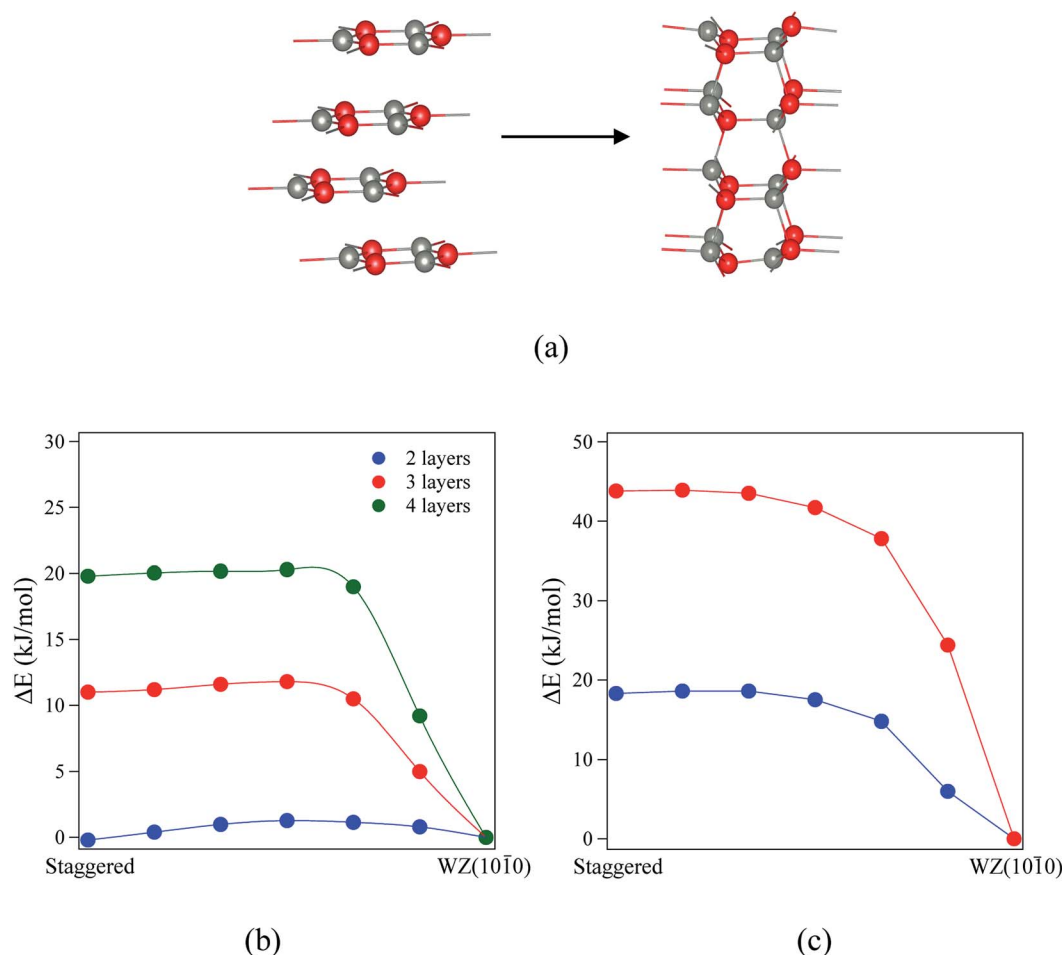 (a)
30
25
20
15
10
5
0
ΔE (kJ/mol)
2 layers
3 layers
4 layers
Staggered
WZ(101̅0)
(b)
50
40
30
20
10
0
ΔE (kJ/mol)
Staggered
WZ(101̅0)
(c)